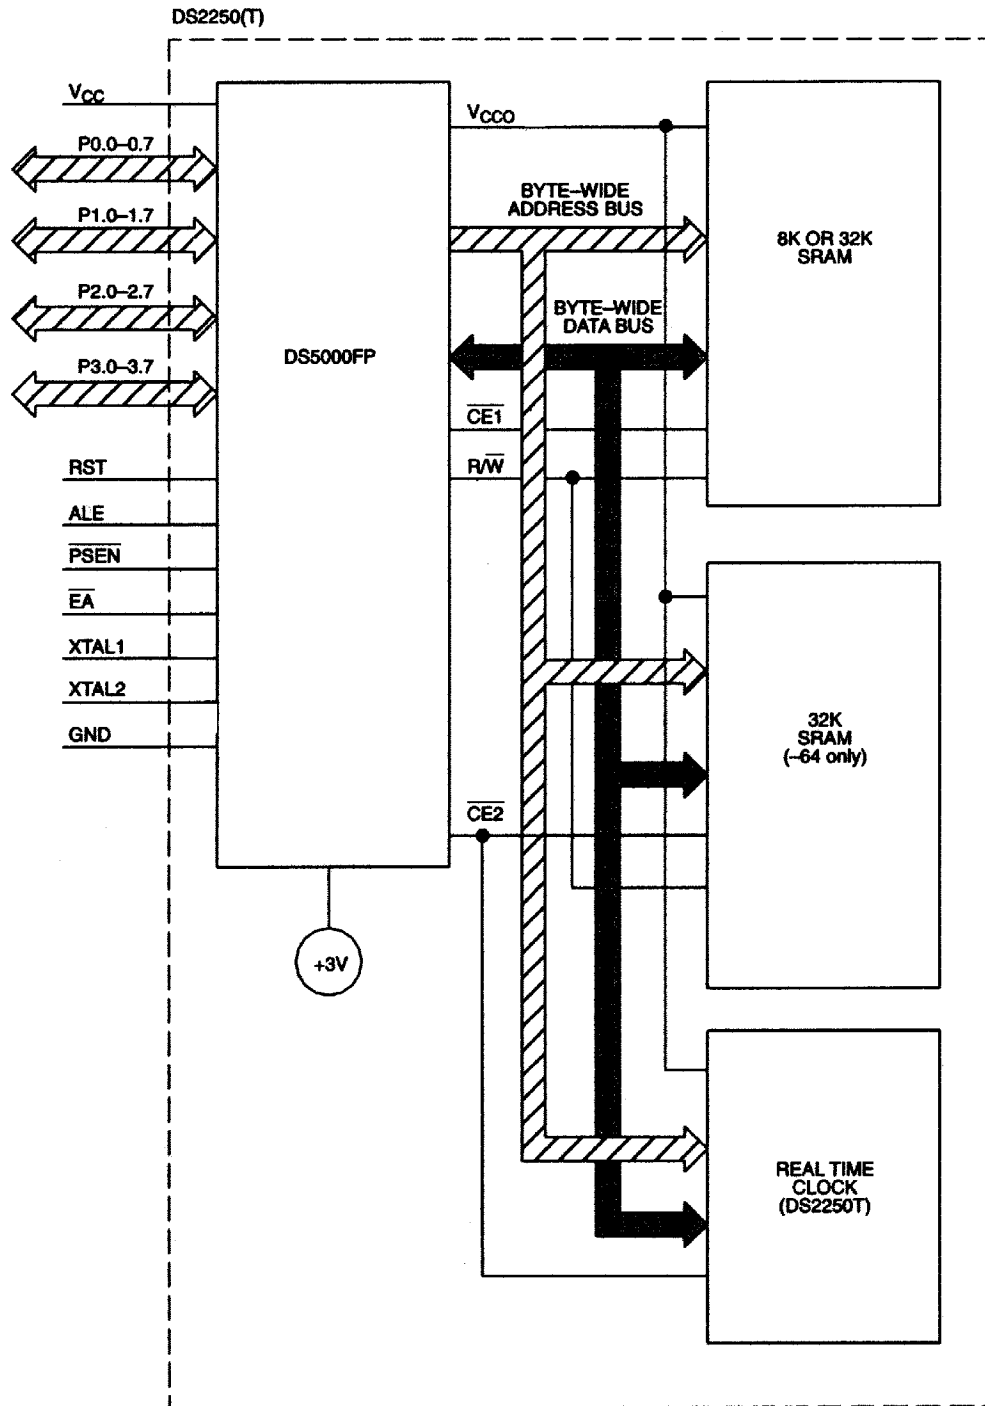 DS2250(T)
VCC
P0.0–0.7
P1.0–1.7
P2.0–2.7
P3.0–3.7
RST
ALE
PSEN
EA
XTAL1
XTAL2
GND
DS5000FP
+3V
VCCO
BYTE–WIDE
ADDRESS BUS
BYTE–WIDE
DATA BUS
CE1
R/W
CE2
8K OR 32K
SRAM
32K
SRAM
(–64 only)
REAL TIME
CLOCK
(DS2250T)